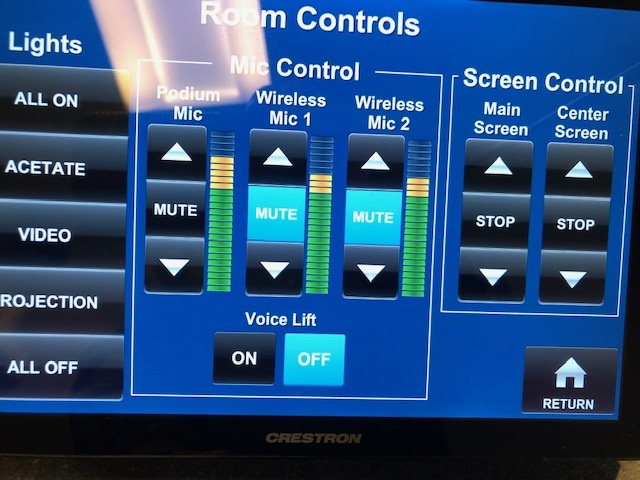 Room Controls
Lights
ALL ON
ACETATE
VIDEO
ROJECTION
ALL OFF
Mic Control
Podium
Mic
MUTE
Wireless
Mic 1
MUTE
Wireless
Mic 2
MUTE
Voice Lift
ON
OFF
Screen Control
Main
Screen
STOP
Center
Screen
STOP
RETURN
CRESTRON